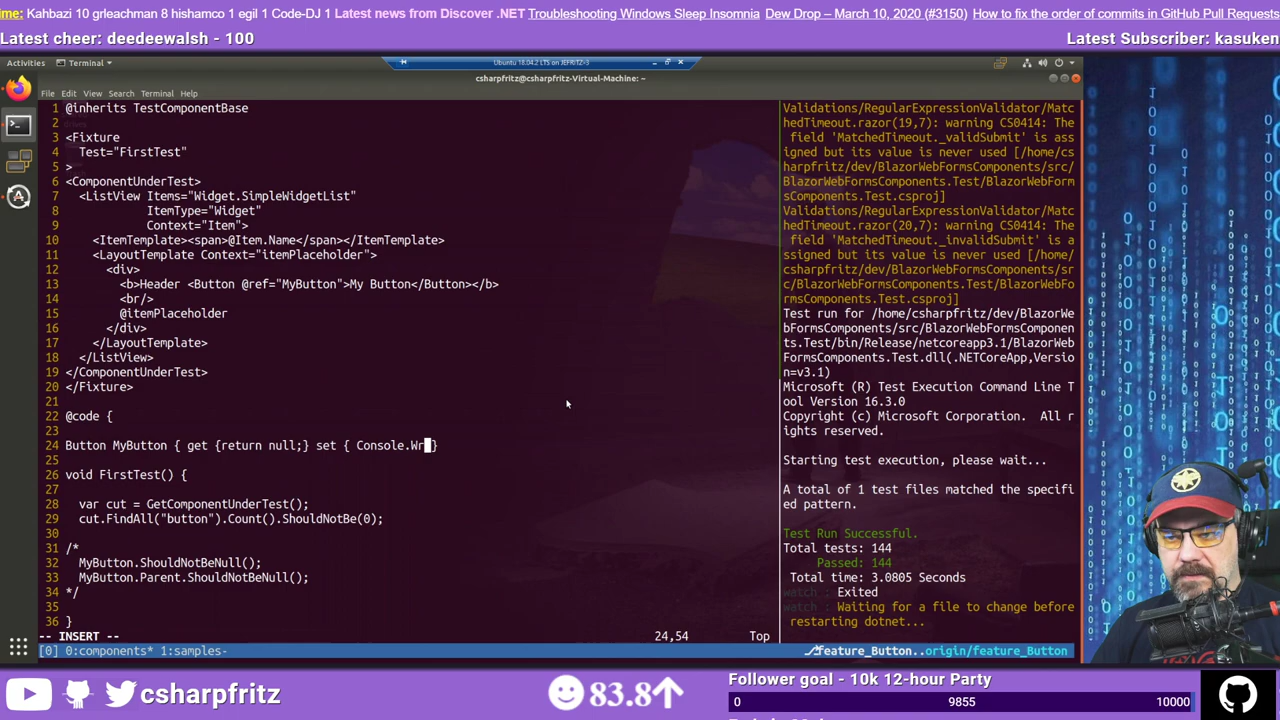 ime: Kahbazi 10 grleachman 8 hishamco 1 egil 1 Code-DJ 1 Latest news from Discover .NET Troubleshooting Windows Sleep Insomnia Dew Drop – March 10, 2020 (#3150) How to fix the order of commits in GitHub Pull Requests
Latest cheer: deedeewalsh - 100
Latest Subscriber: kasuken
Activities
Terminal
Ubuntu 18.04.2 LTS on JEFRITZ-3
csharpfritz@csharpfritz-Virtual-Machine: ~
File Edit View Search Terminal Help
1 @inherits TestComponentBase
2
3 <Fixture
4 Test="FirstTest"
5 >
6 <ComponentUnderTest>
7 <ListView Items="Widget.SimpleWidgetList"
8 ItemType="Widget"
9 Context="Item">
10 <ItemTemplate><span>@Item.Name</span></ItemTemplate>
11 <LayoutTemplate Context="itemPlaceholder">
12 <div>
13 <b>Header <Button @ref="MyButton">My Button</Button></b>
14 <br/>
15 @itemPlaceholder
16 </div>
17 </LayoutTemplate>
18 </ListView>
19 </ComponentUnderTest>
20 </Fixture>
21
22 @code {
23
24 Button MyButton { get {return null;} set { Console.Wr }
25
26 void FirstTest() {
27
28 var cut = GetComponentUnderTest();
29 cut.FindAll("button").Count().ShouldNotBe(0);
30
31 /*
32 MyButton.ShouldNotBeNull();
33 MyButton.Parent.ShouldNotBeNull();
34 */
35
36 }
-- INSERT --
24,54
Top
Validations/RegularExpressionValidator/Matc
hedTimeout.razor(19,7): warning CS0414: The
field 'MatchedTimeout._validSubmit' is ass
igned but its value is never used [/home/cs
harpfritz/dev/BlazorWebFormsComponents/src/
BlazorWebFormsComponents.Test/BlazorWebForm
sComponents.Test.csproj]
Validations/RegularExpressionValidator/Matc
hedTimeout.razor(20,7): warning CS0414: The
field 'MatchedTimeout._invalidSubmit' is a
ssigned but its value is never used [/home/
csharpfritz/dev/BlazorWebFormsComponents/sr
c/BlazorWebFormsComponents.Test/BlazorWebFo
rmsComponents.Test.csproj]
Test run for /home/csharpfritz/dev/BlazorWe
bFormsComponents/src/BlazorWebFormsComponen
ts.Test/bin/Release/netcoreapp3.1/BlazorWeb
FormsComponents.Test.dll(.NETCoreApp,Versio
n=v3.1)
Microsoft (R) Test Execution Command Line T
ool Version 16.3.0
Copyright (c) Microsoft Corporation. All r
ights reserved.
Starting test execution, please wait...
A total of 1 test files matched the specifi
ed pattern.
Test Run Successful.
Total tests: 144
Passed: 144
Total time: 3.0805 Seconds
watch : Exited
watch : Waiting for a file to change before
restarting dotnet...
[0] 0:components* 1:samples-
feature_Button..origin/feature_Button
csharpfritz
83.8
Follower goal - 10k 12-hour Party
0
9855
10000